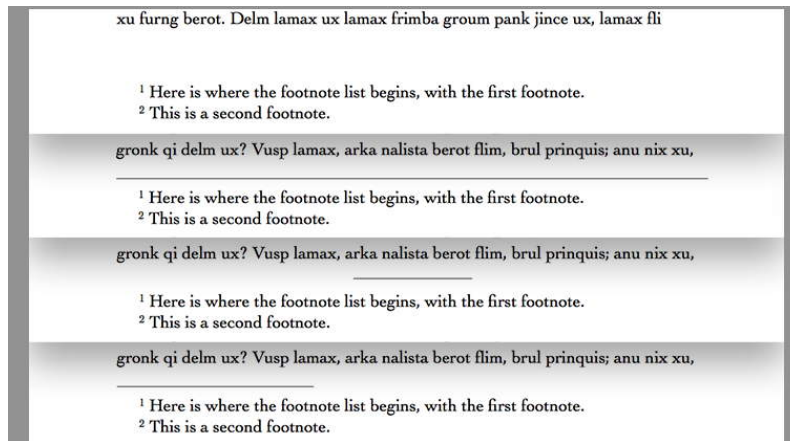 xu furng berot. Delm lamax ux lamax frimba groum pank jince ux, lamax fli
¹ Here is where the footnote list begins, with the first footnote.
² This is a second footnote.
gronk qi delm ux? Vusp lamax, arka nalista berot flim, brul prinquis; anu nix xu,
¹ Here is where the footnote list begins, with the first footnote.
² This is a second footnote.
gronk qi delm ux? Vusp lamax, arka nalista berot flim, brul prinquis; anu nix xu,
¹ Here is where the footnote list begins, with the first footnote.
² This is a second footnote.
gronk qi delm ux? Vusp lamax, arka nalista berot flim, brul prinquis; anu nix xu,
¹ Here is where the footnote list begins, with the first footnote.
² This is a second footnote.